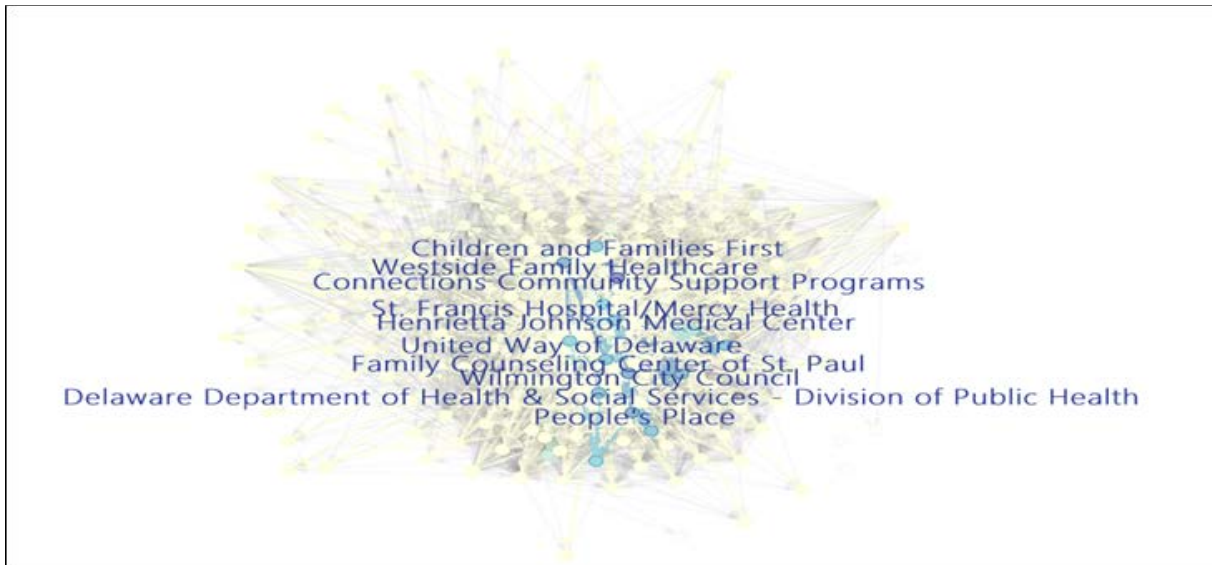 Children and Families First
Westside Family Healthcare
Connections Community Support Programs
St. Francis Hospital/Mercy Health
Henrietta Johnson Medical Center
United Way of Delaware
Family Counseling Center of St. Paul
Wilmington City Council
Delaware Department of Health & Social Services - Division of Public Health
People's Place